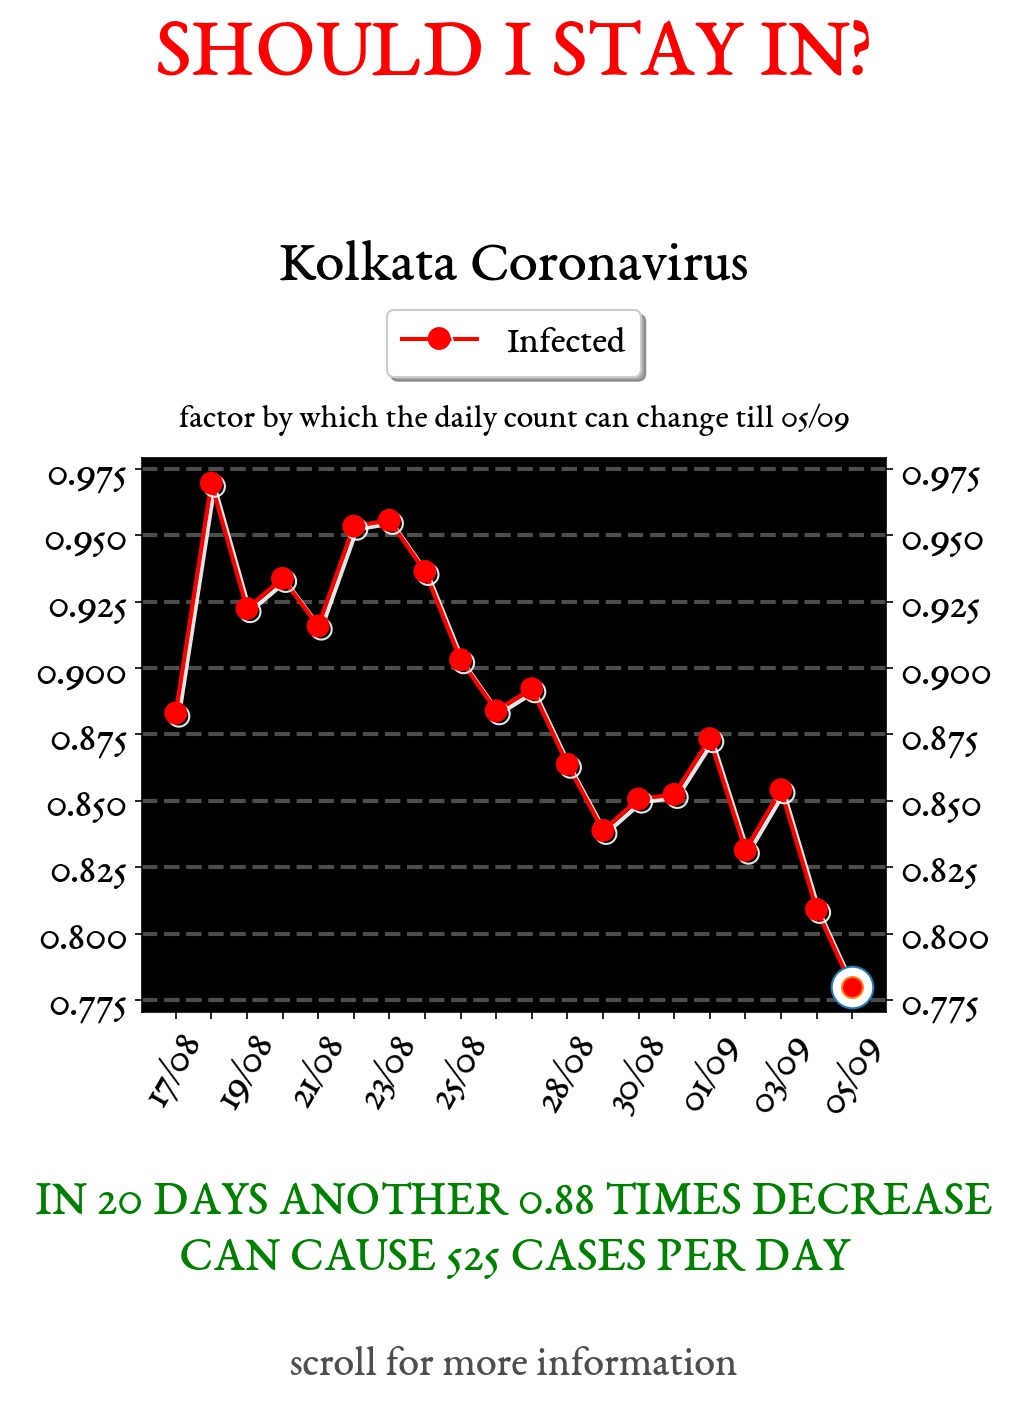 SHOULD I STAY IN?
Kolkata Coronavirus
Infected
factor by which the daily count can change till 05/09
0.975 0.975
0.950 0.950
0.925 0.925
0.900 0.900
0.875 0.875
0.850 0.850
0.825 0.825
0.800 0.800
0.775 0.775
17/08 19/08 21/08 23/08 25/08 28/08 30/08 01/09 03/09 05/09
IN 20 DAYS ANOTHER 0.88 TIMES DECREASE
CAN CAUSE 525 CASES PER DAY
scroll for more information